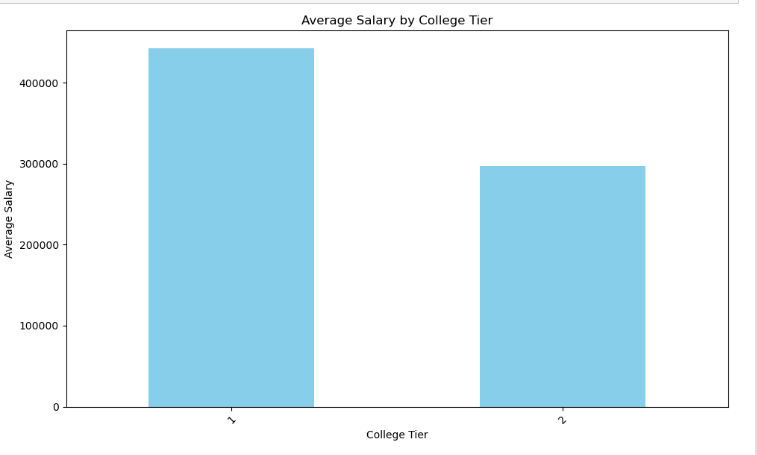 Average Salary by College Tier
400000
300000
200000
100000
0
Average Salary
1
2
College Tier